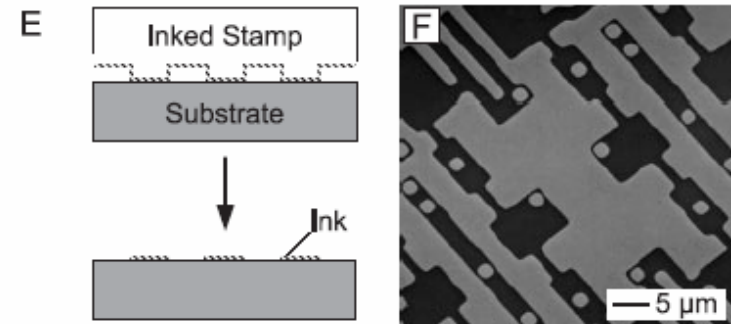 E
Inked Stamp
Substrate
Ink
F
5 μm